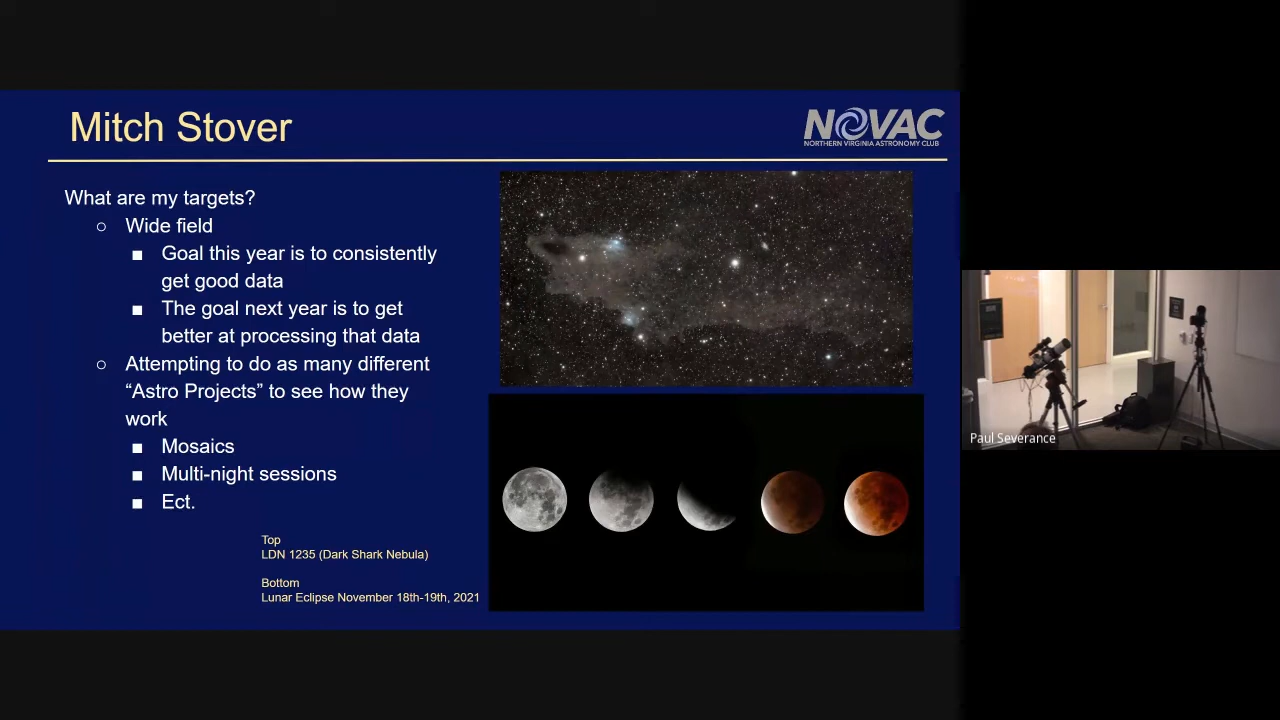 Mitch Stover
NOVAC
NORTHERN VIRGINIA ASTRONOMY CLUB
What are my targets?
○ Wide field
■ Goal this year is to consistently
get good data
■ The goal next year is to get
better at processing that data
○ Attempting to do as many different
“Astro Projects” to see how they
work
■ Mosaics
■ Multi-night sessions
■ Ect.
Top
LDN 1235 (Dark Shark Nebula)
Bottom
Lunar Eclipse November 18th-19th, 2021
Paul Severance